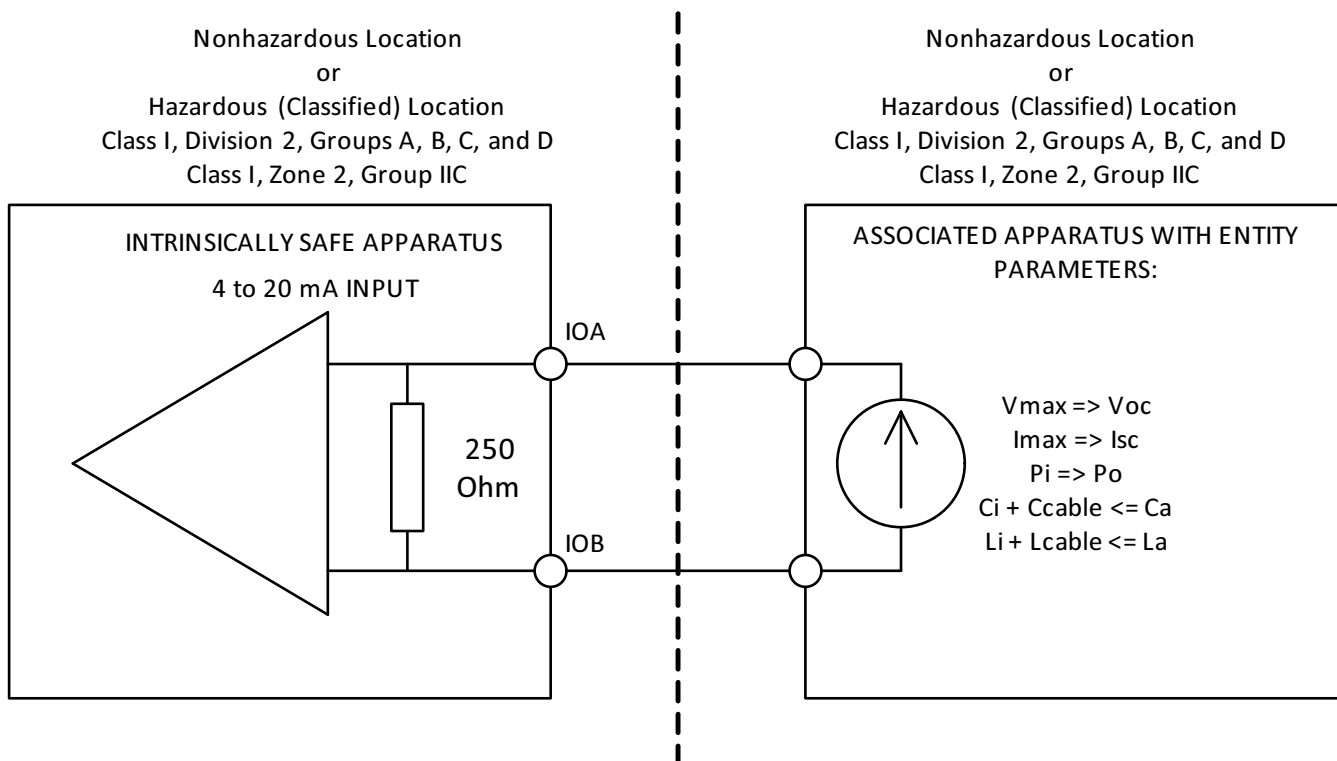 Nonhazardous Location
or
Hazardous (Classified) Location
Class I, Division 2, Groups A, B, C, and D
Class I, Zone 2, Group IIC
INTRINSICALLY SAFE APPARATUS
4 to 20 mA INPUT
IOA
250
Ohm
IOB
Nonhazardous Location
or
Hazardous (Classified) Location
Class I, Division 2, Groups A, B, C, and D
Class I, Zone 2, Group IIC
ASSOCIATED APPARATUS WITH ENTITY
PARAMETERS:
Vmax => Voc
Imax => Isc
Pi => Po
Ci + Ccable <= Ca
Li + Lcable <= La